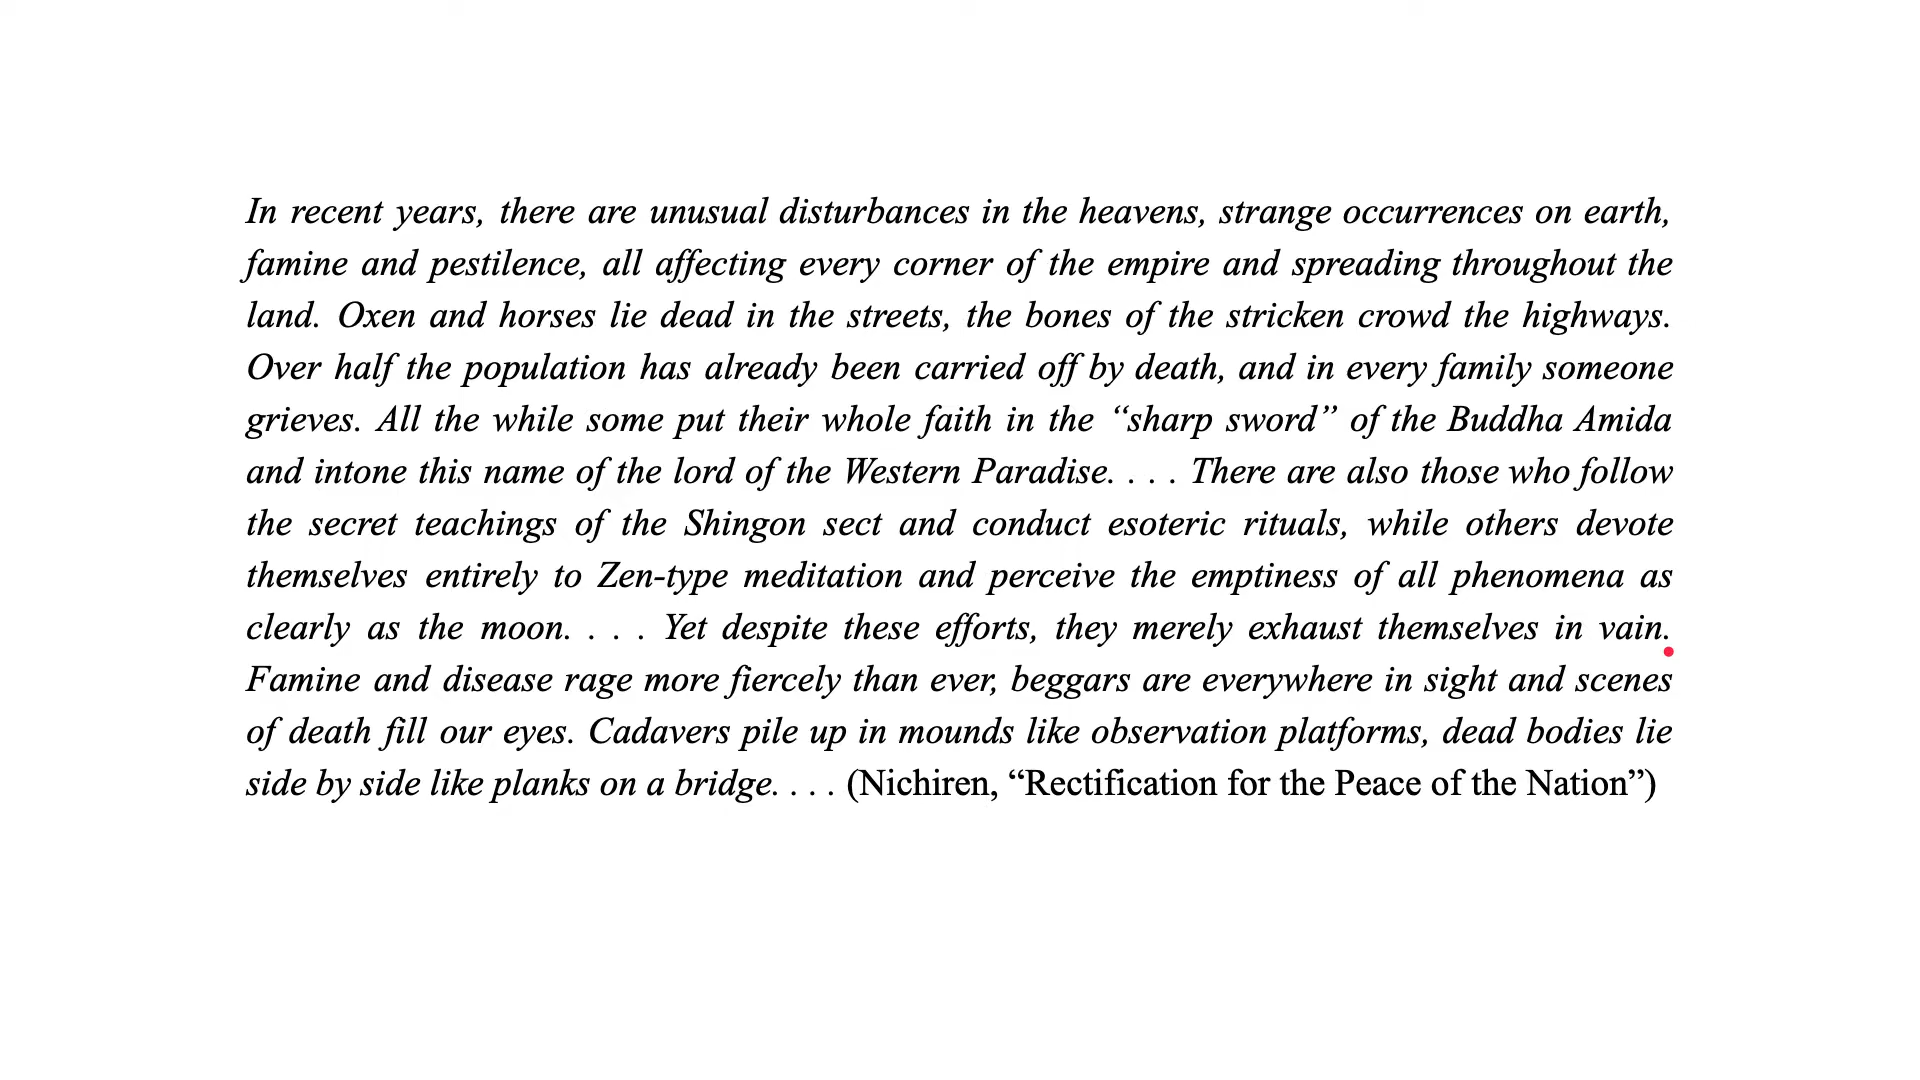 In recent years, there are unusual disturbances in the heavens, strange occurrences on earth,
famine and pestilence, all affecting every corner of the empire and spreading throughout the
land. Oxen and horses lie dead in the streets, the bones of the stricken crowd the highways.
Over half the population has already been carried off by death, and in every family someone
grieves. All the while some put their whole faith in the “sharp sword” of the Buddha Amida
and intone this name of the lord of the Western Paradise. . . . There are also those who follow
the secret teachings of the Shingon sect and conduct esoteric rituals, while others devote
themselves entirely to Zen-type meditation and perceive the emptiness of all phenomena as
clearly as the moon. . . . Yet despite these efforts, they merely exhaust themselves in vain.
Famine and disease rage more fiercely than ever, beggars are everywhere in sight and scenes
of death fill our eyes. Cadavers pile up in mounds like observation platforms, dead bodies lie
side by side like planks on a bridge. . . . (Nichiren, “Rectification for the Peace of the Nation”)